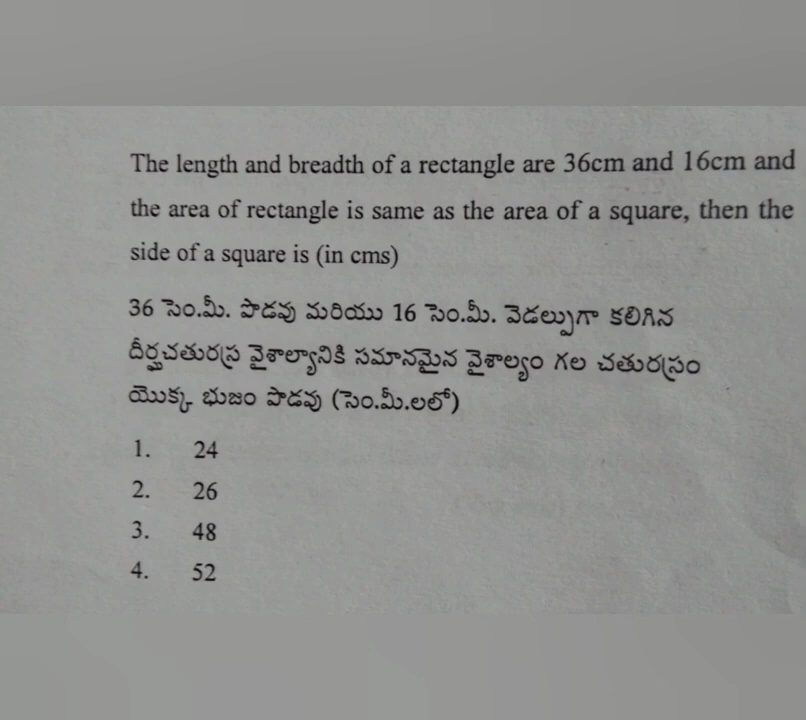 The length and breadth of a rectangle are 36cm and 16cm and
the area of rectangle is same as the area of a square, then the
side of a square is (in cms)
36 సెం.మీ. పొడవు మరియు 16 సెం.మీ. వెడల్పుగా కలిగిన
దీర్ఘచతురస్ర వైశాల్యానికి సమానమైన వైశాల్యం గల చతురస్రం
యొక్క భుజం పొడవు (సెం.మీ.లలో)
1. 24
2. 26
3. 48
4. 52